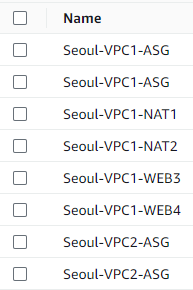 Name
Seoul-VPC1-ASG
Seoul-VPC1-ASG
Seoul-VPC1-NAT1
Seoul-VPC1-NAT2
Seoul-VPC1-WEB3
Seoul-VPC1-WEB4
Seoul-VPC2-ASG
Seoul-VPC2-ASG